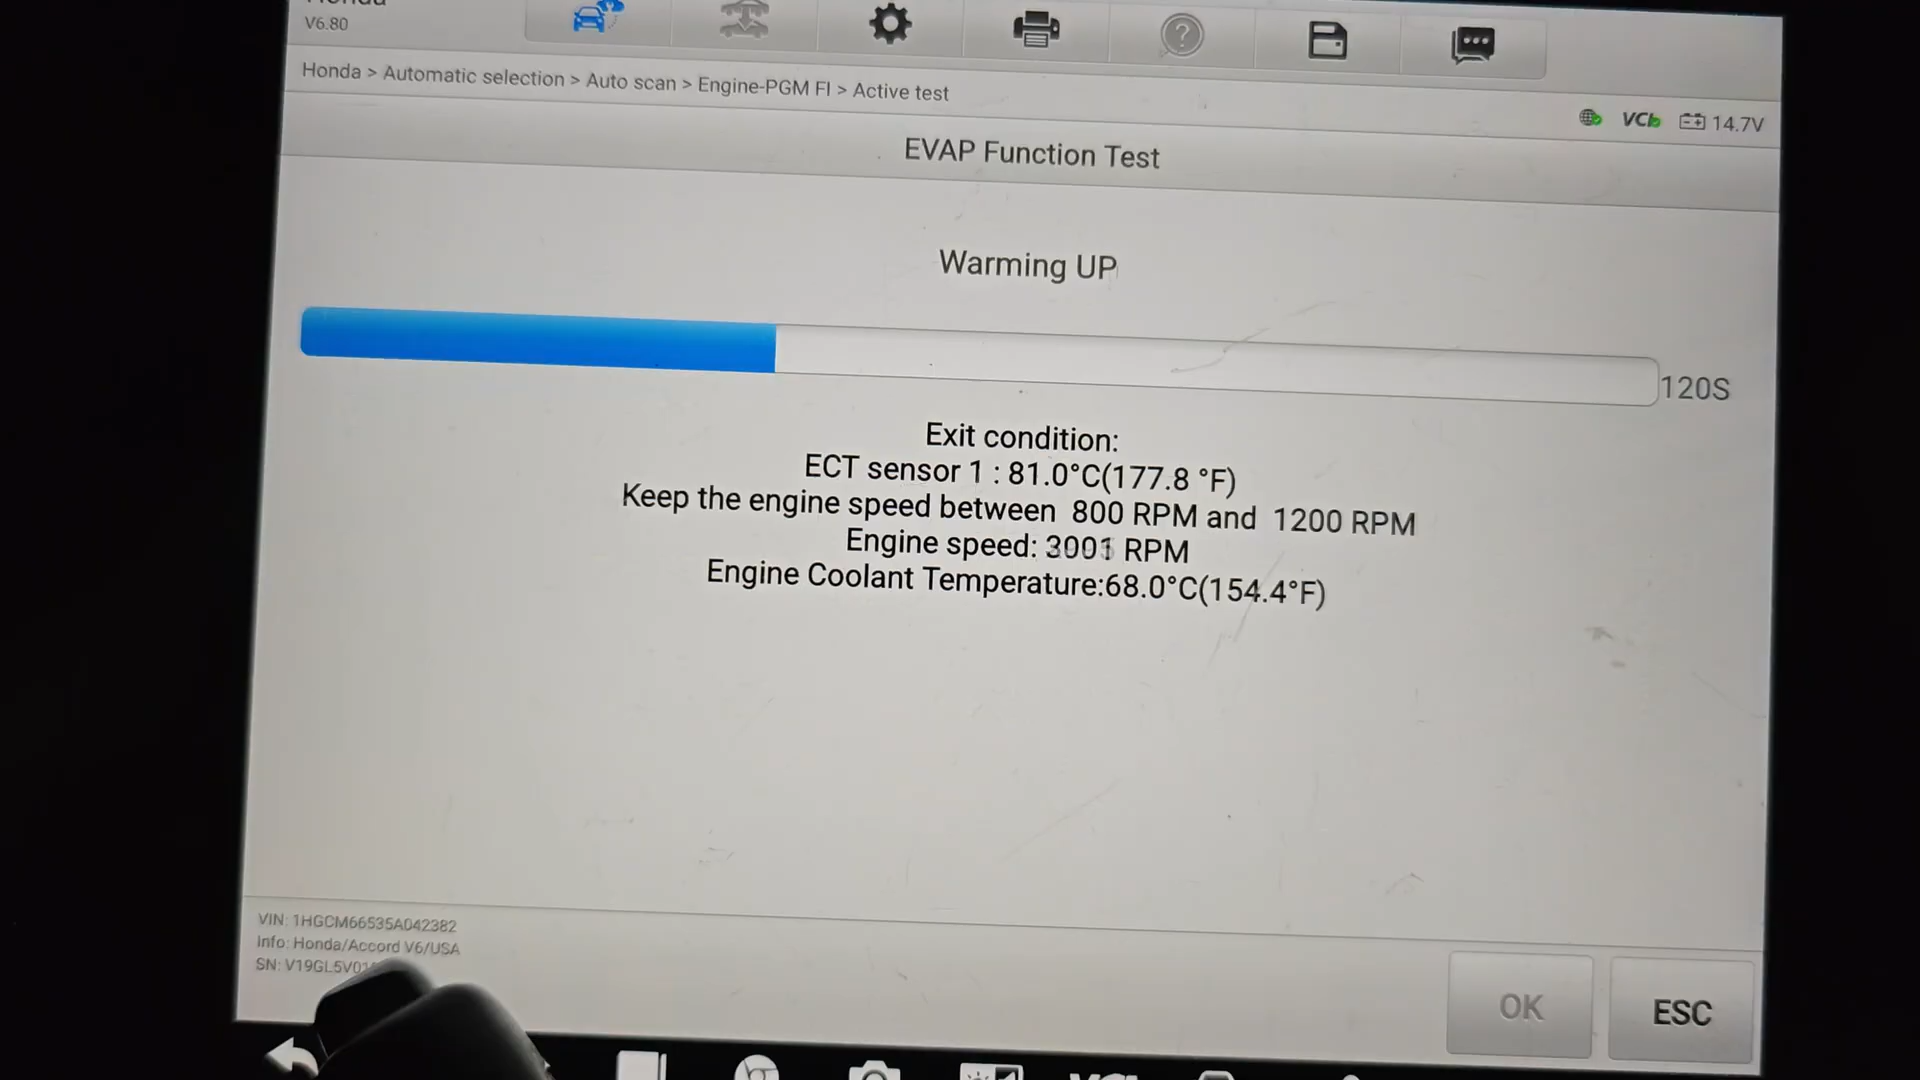 Honda
V6.80
Honda > Automatic selection > Auto scan > Engine-PGM FI > Active test
VCI 14.7V
EVAP Function Test
Warming UP
120S
Exit condition:
ECT sensor 1 : 81.0°C(177.8 °F)
Keep the engine speed between 800 RPM and 1200 RPM
Engine speed: 3001 RPM
Engine Coolant Temperature:68.0°C(154.4°F)
VIN: 1HGCM66535A042382
Info: Honda/Accord V6/USA
SN: V19GL5V0
OK
ESC